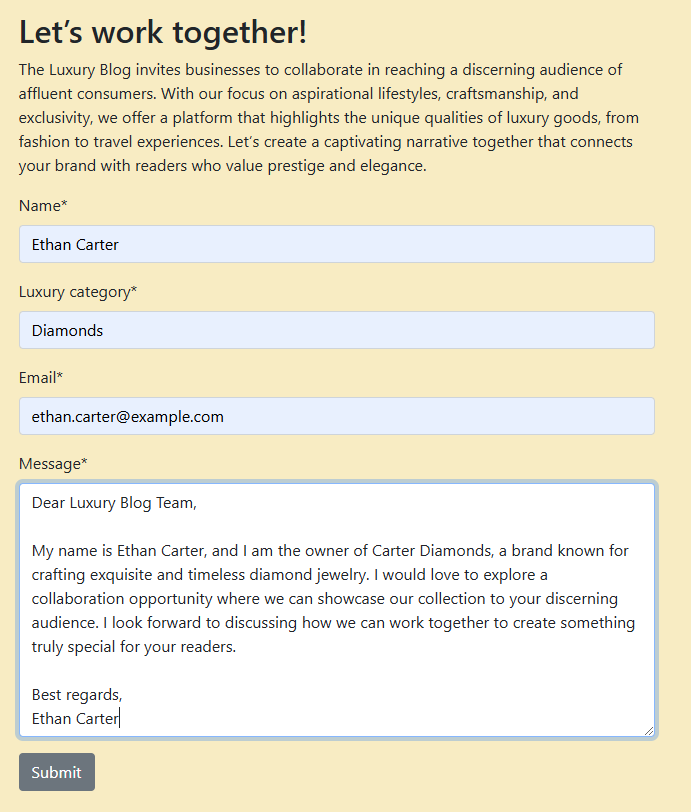 Let’s work together!
The Luxury Blog invites businesses to collaborate in reaching a discerning audience of
affluent consumers. With our focus on aspirational lifestyles, craftsmanship, and
exclusivity, we offer a platform that highlights the unique qualities of luxury goods, from
fashion to travel experiences. Let’s create a captivating narrative together that connects
your brand with readers who value prestige and elegance.
Name*
Ethan Carter
Luxury category*
Diamonds
Email*
ethan.carter@example.com
Message*
Dear Luxury Blog Team,
My name is Ethan Carter, and I am the owner of Carter Diamonds, a brand known for
crafting exquisite and timeless diamond jewelry. I would love to explore a
collaboration opportunity where we can showcase our collection to your discerning
audience. I look forward to discussing how we can work together to create something
truly special for your readers.
Best regards,
Ethan Carter
Submit